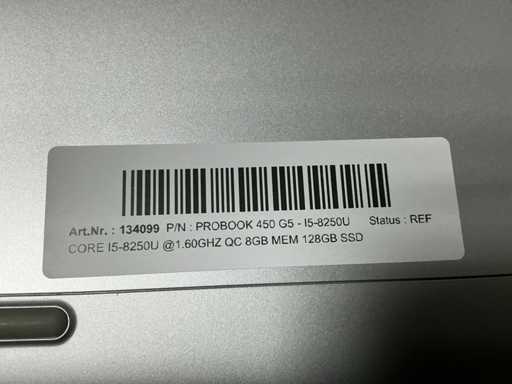 Art.Nr. : 134099 P/N : PROBOOK 450 G5 - I5-8250U Status : REF
CORE I5-8250U @1.60GHZ QC 8GB MEM 128GB SSD